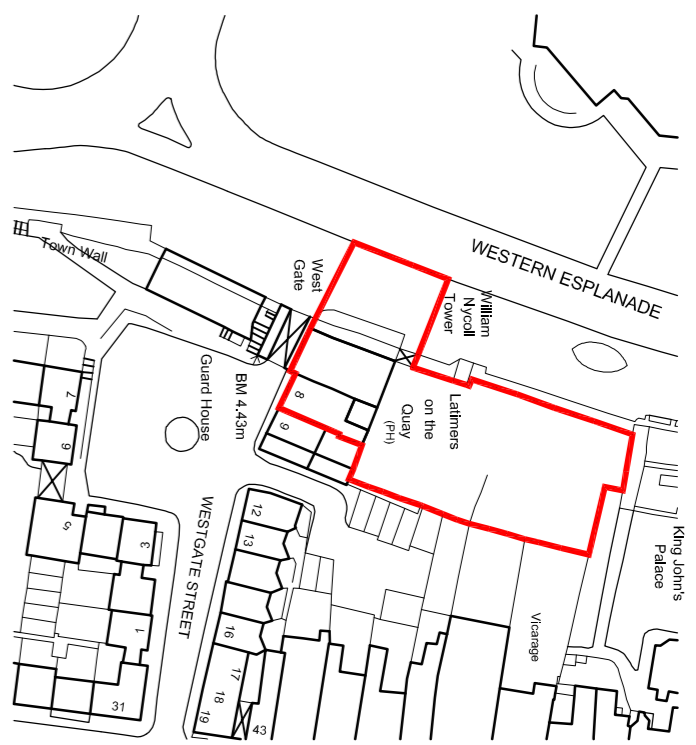 WESTERN ESPLANADE
Town Wall
West
Gate
William
Nycoll
Tower
BM 4.43m
Guard House
Latimers
on the
Quay
(PH)
King John's
Palace
7
6
8
9
5
3
1
31
WESTGATE STREET
12
13
16
17
18
19
43
Vicarage